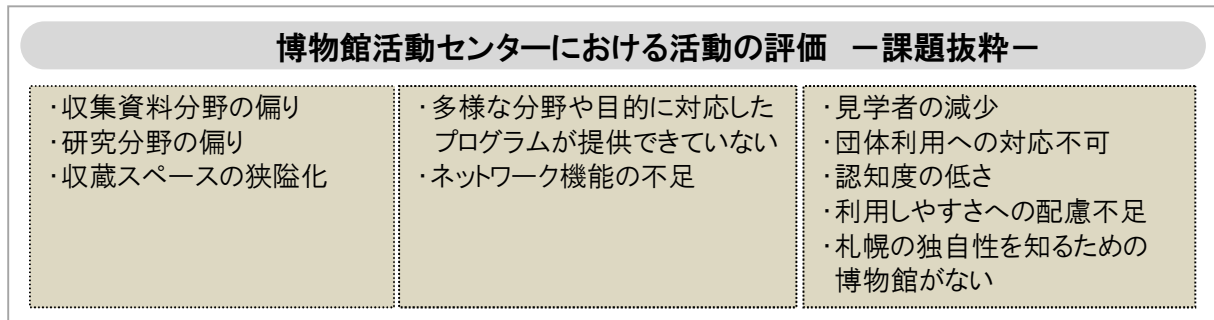 博物館活動センターにおける活動の評価　－課題抜粋－
・収集資料分野の偏り
・研究分野の偏り
・収蔵スペースの狭隘化
・多様な分野や目的に対応した
プログラムが提供できていない
・ネットワーク機能の不足
・見学者の減少
・団体利用への対応不可
・認知度の低さ
・利用しやすさへの配慮不足
・札幌の独自性を知るための
博物館がない